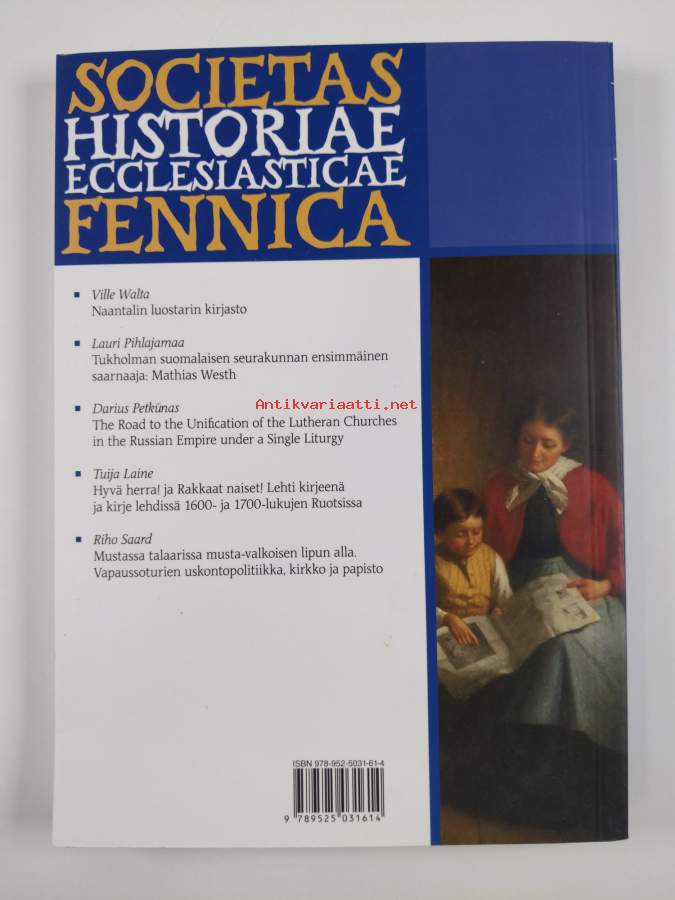 SOCIETAS
HISTORIAE
ECCLESIASTICAE
FENNICA
Ville Walta
Naantalin luostarin kirjasto
Lauri Pihlajamaa
Tukholman suomalaisen seurakunnan ensimmäinen
saarnaaja: Mathias Westh
Antikvariaatti.net
Darius Petkūnas
The Road to the Unification of the Lutheran Churches
in the Russian Empire under a Single Liturgy
Tuija Laine
Hyvä herra! ja Rakkaat naiset! Lehti kirjeenä
ja kirje lehdissä 1600- ja 1700-lukujen Ruotsissa
Riho Saard
Mustassa talaarissa musta-valkoisen lipun alla.
Vapaussoturien uskontopolitiikka, kirkko ja papisto
ISBN 978-952-5031-61-4
9 789525 031614